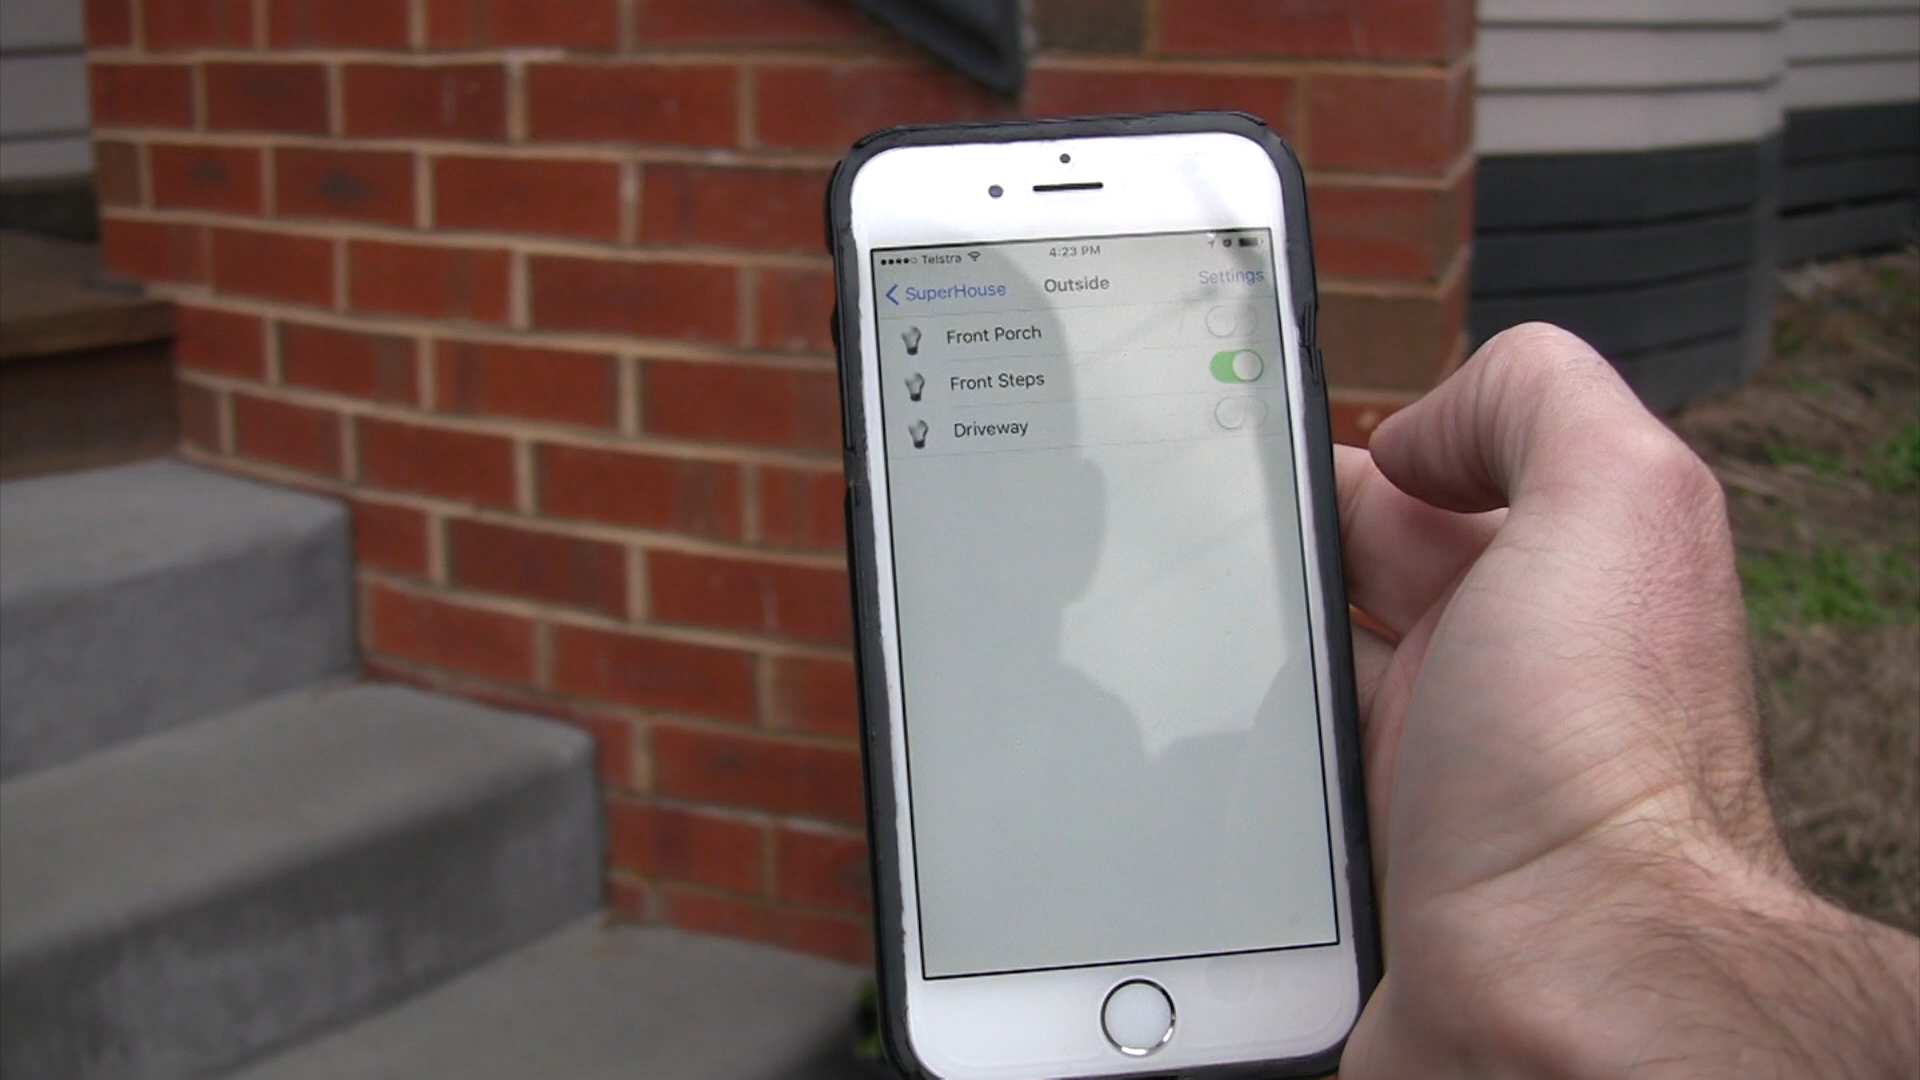 Telstra 4:23 PM
SuperHouse Outside Settings
Front Porch
Front Steps
Driveway